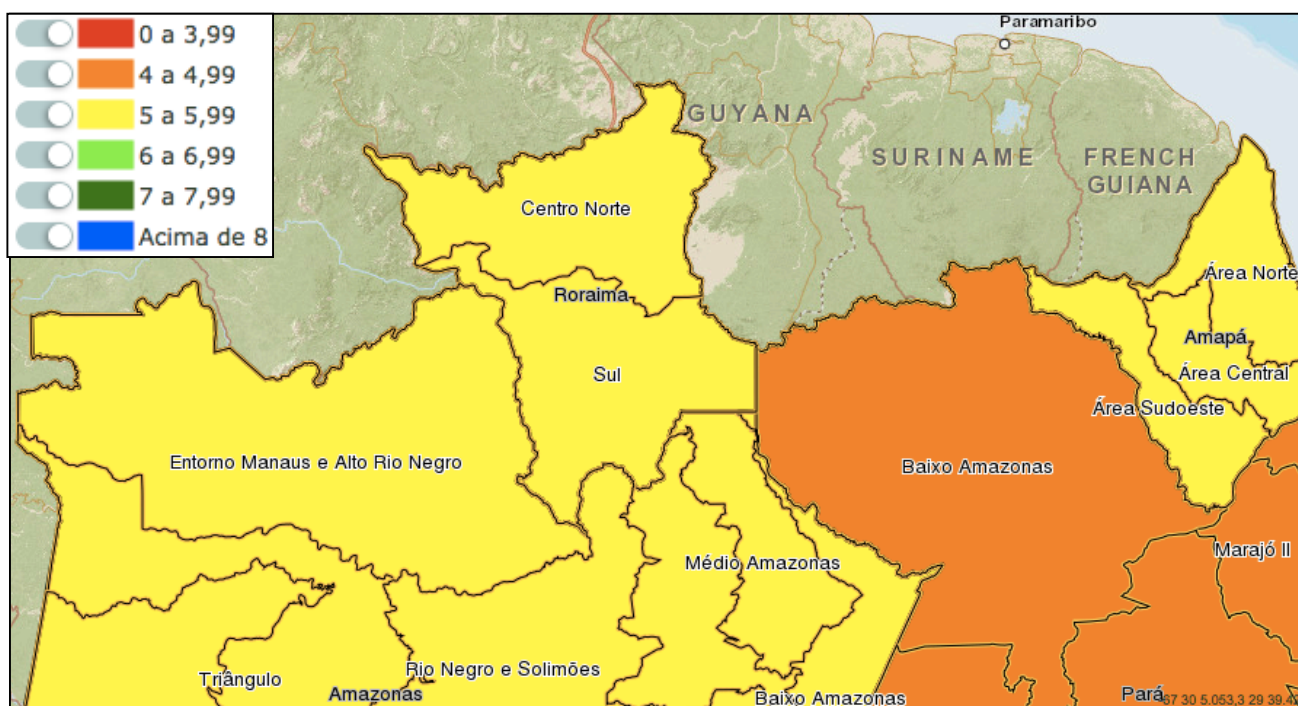 0 a 3,99
4 a 4,99
5 a 5,99
6 a 6,99
7 a 7,99
Acima de 8
Paramaribo
GUYANA
SURINAME
FRENCH
GUIANA
Centro Norte
Área Norte
Roraima
Amapá
Sul
Área Central
Área Sudoeste
Entorno Manaus e Alto Rio Negro
Baixo Amazonas
Marajó II
Médio Amazonas
Rio Negro e Solimões
Triângulo
Amazonas
Baixo Amazonas
Pará